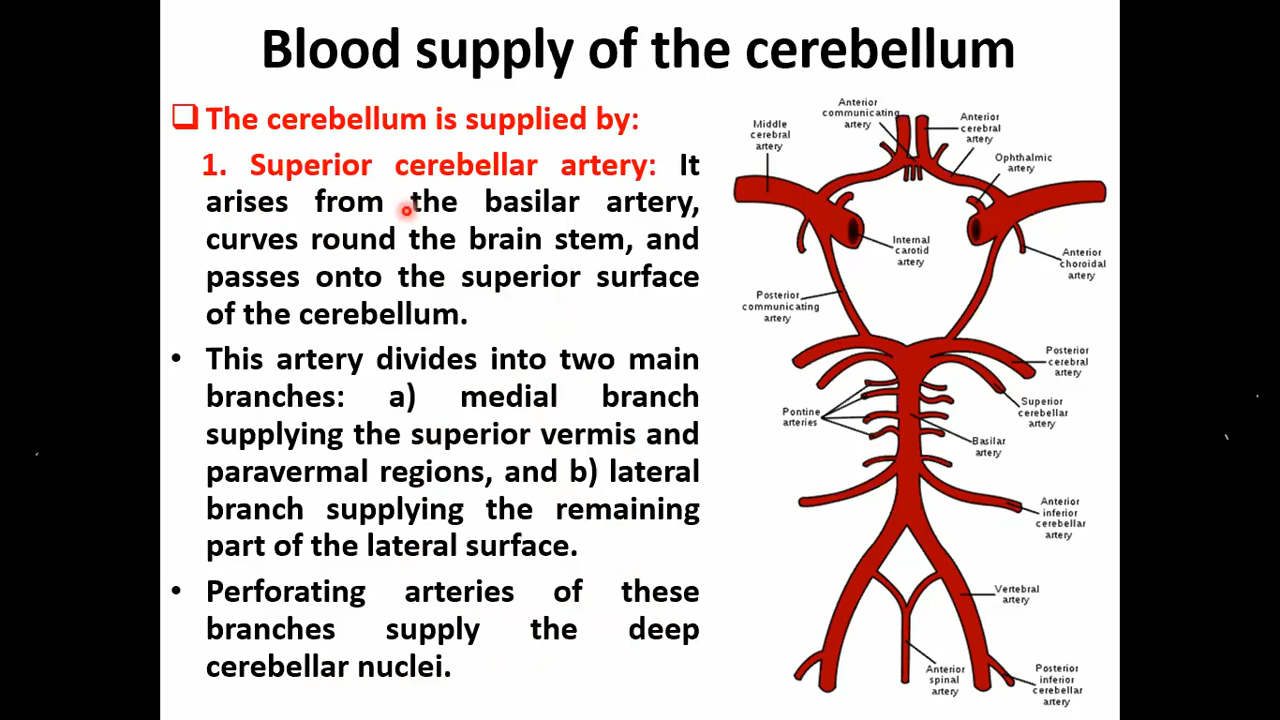 Blood supply of the cerebellum
❑ The cerebellum is supplied by:
1. Superior cerebellar artery: It
arises from the basilar artery,
curves round the brain stem, and
passes onto the superior surface
of the cerebellum.
• This artery divides into two main
branches: a) medial branch
supplying the superior vermis and
paravermal regions, and b) lateral
branch supplying the remaining
part of the lateral surface.
• Perforating arteries of these
branches supply the deep
cerebellar nuclei.
Anterior
communicating
artery
Middle
cerebral
artery
Anterior
cerebral
artery
Ophthalmic
artery
Internal
carotid
artery
Anterior
choroidal
artery
Posterior
communicating
artery
Posterior
cerebral
artery
Superior
cerebellar
artery
Pontine
arteries
Basilar
artery
Anterior
inferior
cerebellar
artery
Vertebral
artery
Anterior
spinal
artery
Posterior
inferior
cerebellar
artery